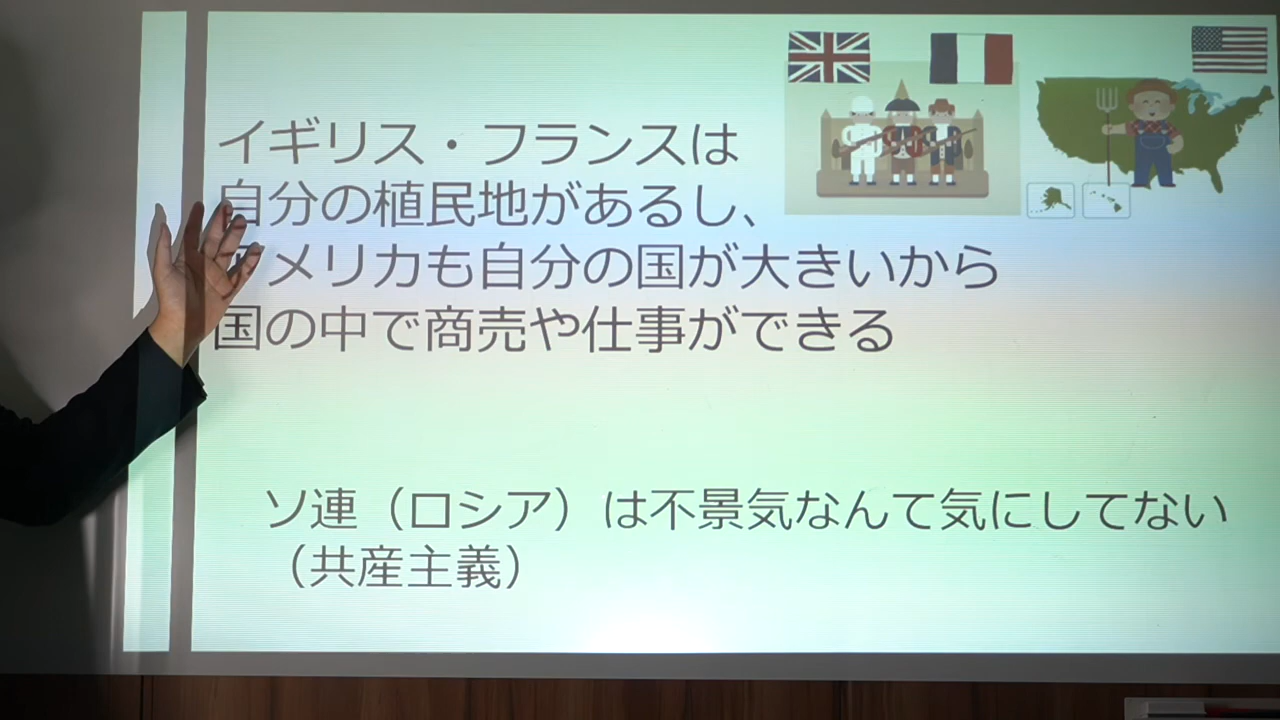 イギリス・フランスは
自分の植民地があるし、
アメリカも自分の国が大きいから
国の中で商売や仕事ができる
ソ連（ロシア）は不景気なんて気にしてない
（共産主義）